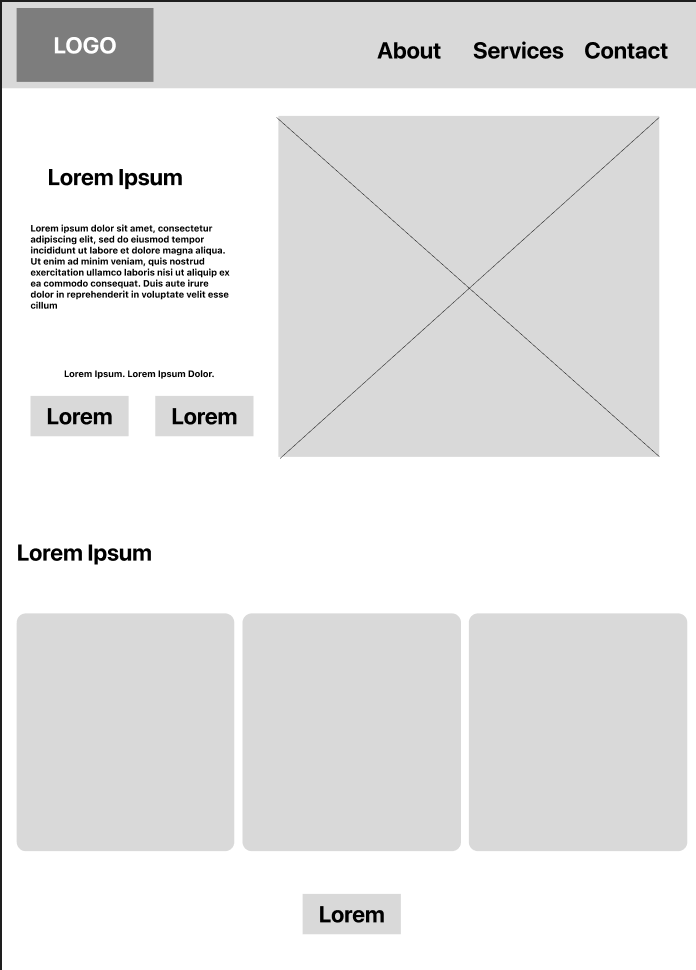 LOGO
About Services Contact
Lorem Ipsum
Lorem ipsum dolor sit amet, consectetur
adipiscing elit, sed do eiusmod tempor
incididunt ut labore et dolore magna aliqua.
Ut enim ad minim veniam, quis nostrud
exercitation ullamco laboris nisi ut aliquip ex
ea commodo consequat. Duis aute irure
dolor in reprehenderit in voluptate velit esse
cillum
Lorem Ipsum. Lorem Ipsum Dolor.
Lorem Lorem
Lorem Ipsum
Lorem